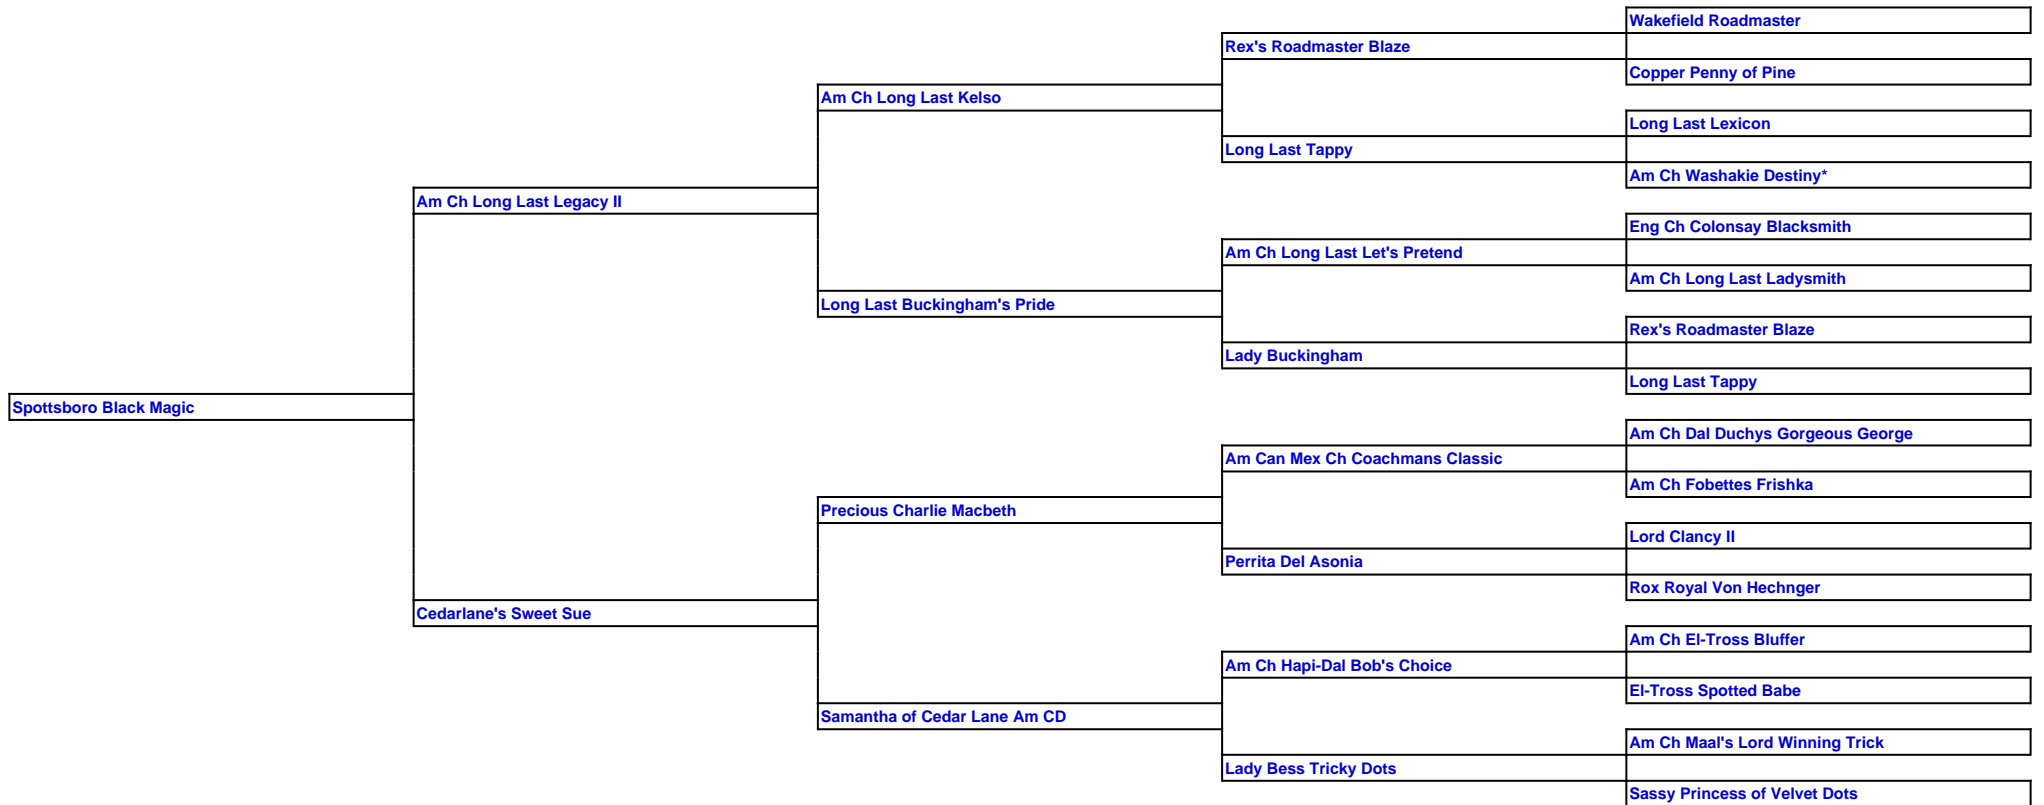 Wakefield Roadmaster
Rex's Roadmaster Blaze
Copper Penny of Pine
Am Ch Long Last Kelso
Long Last Lexicon
Long Last Tappy
Am Ch Washakie Destiny*
Am Ch Long Last Legacy II
Eng Ch Colonsay Blacksmith
Am Ch Long Last Let's Pretend
Am Ch Long Last Ladysmith
Long Last Buckingham's Pride
Rex's Roadmaster Blaze
Lady Buckingham
Long Last Tappy
Spottsboro Black Magic
Am Ch Dal Duchys Gorgeous George
Am Can Mex Ch Coachmans Classic
Am Ch Fobettes Frishka
Precious Charlie Macbeth
Lord Clancy II
Perrita Del Asonia
Rox Royal Von Hechnger
Cedarlane's Sweet Sue
Am Ch El-Tross Bluffer
Am Ch Hapi-Dal Bob's Choice
El-Tross Spotted Babe
Samantha of Cedar Lane Am CD
Am Ch Maal's Lord Winning Trick
Lady Bess Tricky Dots
Sassy Princess of Velvet Dots